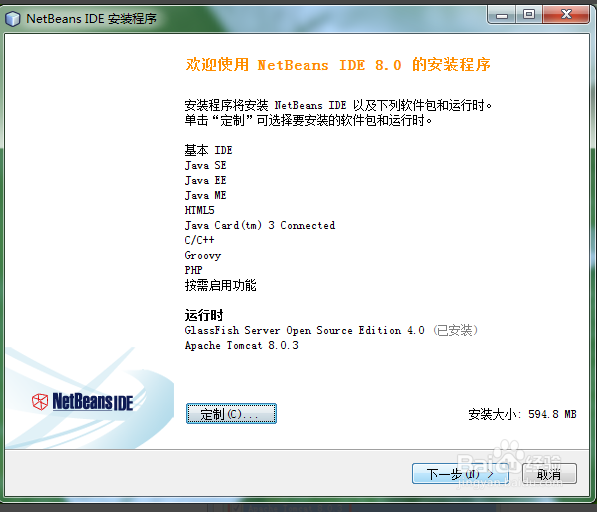 NetBeans IDE 安装程序
欢迎使用 NetBeans IDE 8.0 的安装程序
安装程序将安装 NetBeans IDE 以及下列软件包和运行时。
单击“定制”可选择要安装的软件包和运行时。
基本 IDE
Java SE
Java EE
Java ME
HTML5
Java Card(tm) 3 Connected
C/C++
Groovy
PHP
按需启用功能
运行时
GlassFish Server Open Source Edition 4.0 (已安装)
Apache Tomcat 8.0.3
NetBeans IDE
定制(C)...
安装大小: 594.8 MB
Baidu 经验
下一步(N) >
取消